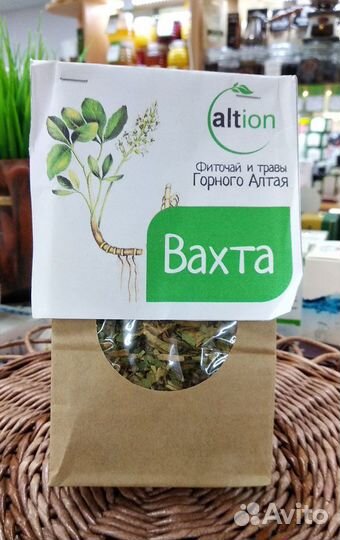 altion
Фиточай и травы
Горного Алтая
Вахта
Avito